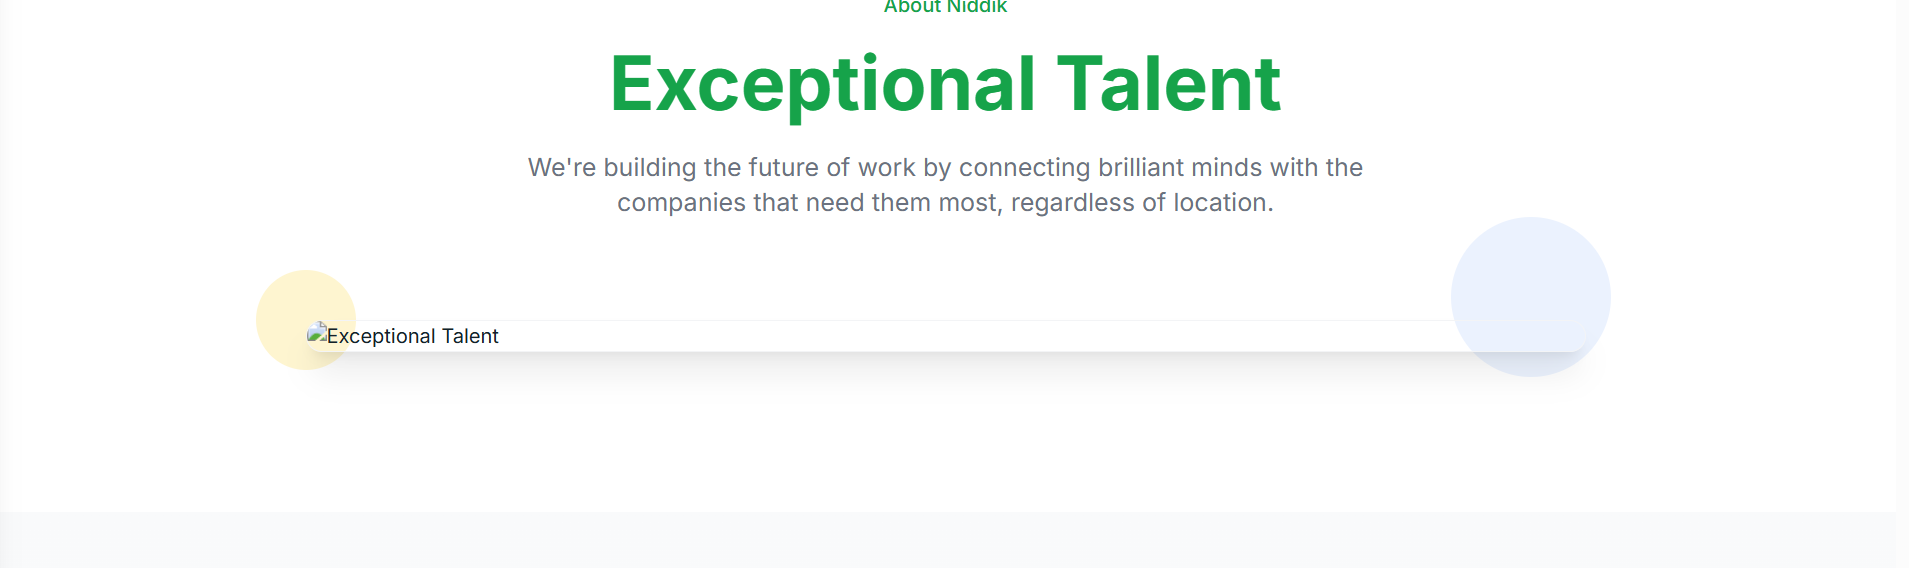 About Niddik
Exceptional Talent
We're building the future of work by connecting brilliant minds with the
companies that need them most, regardless of location.
Exceptional Talent